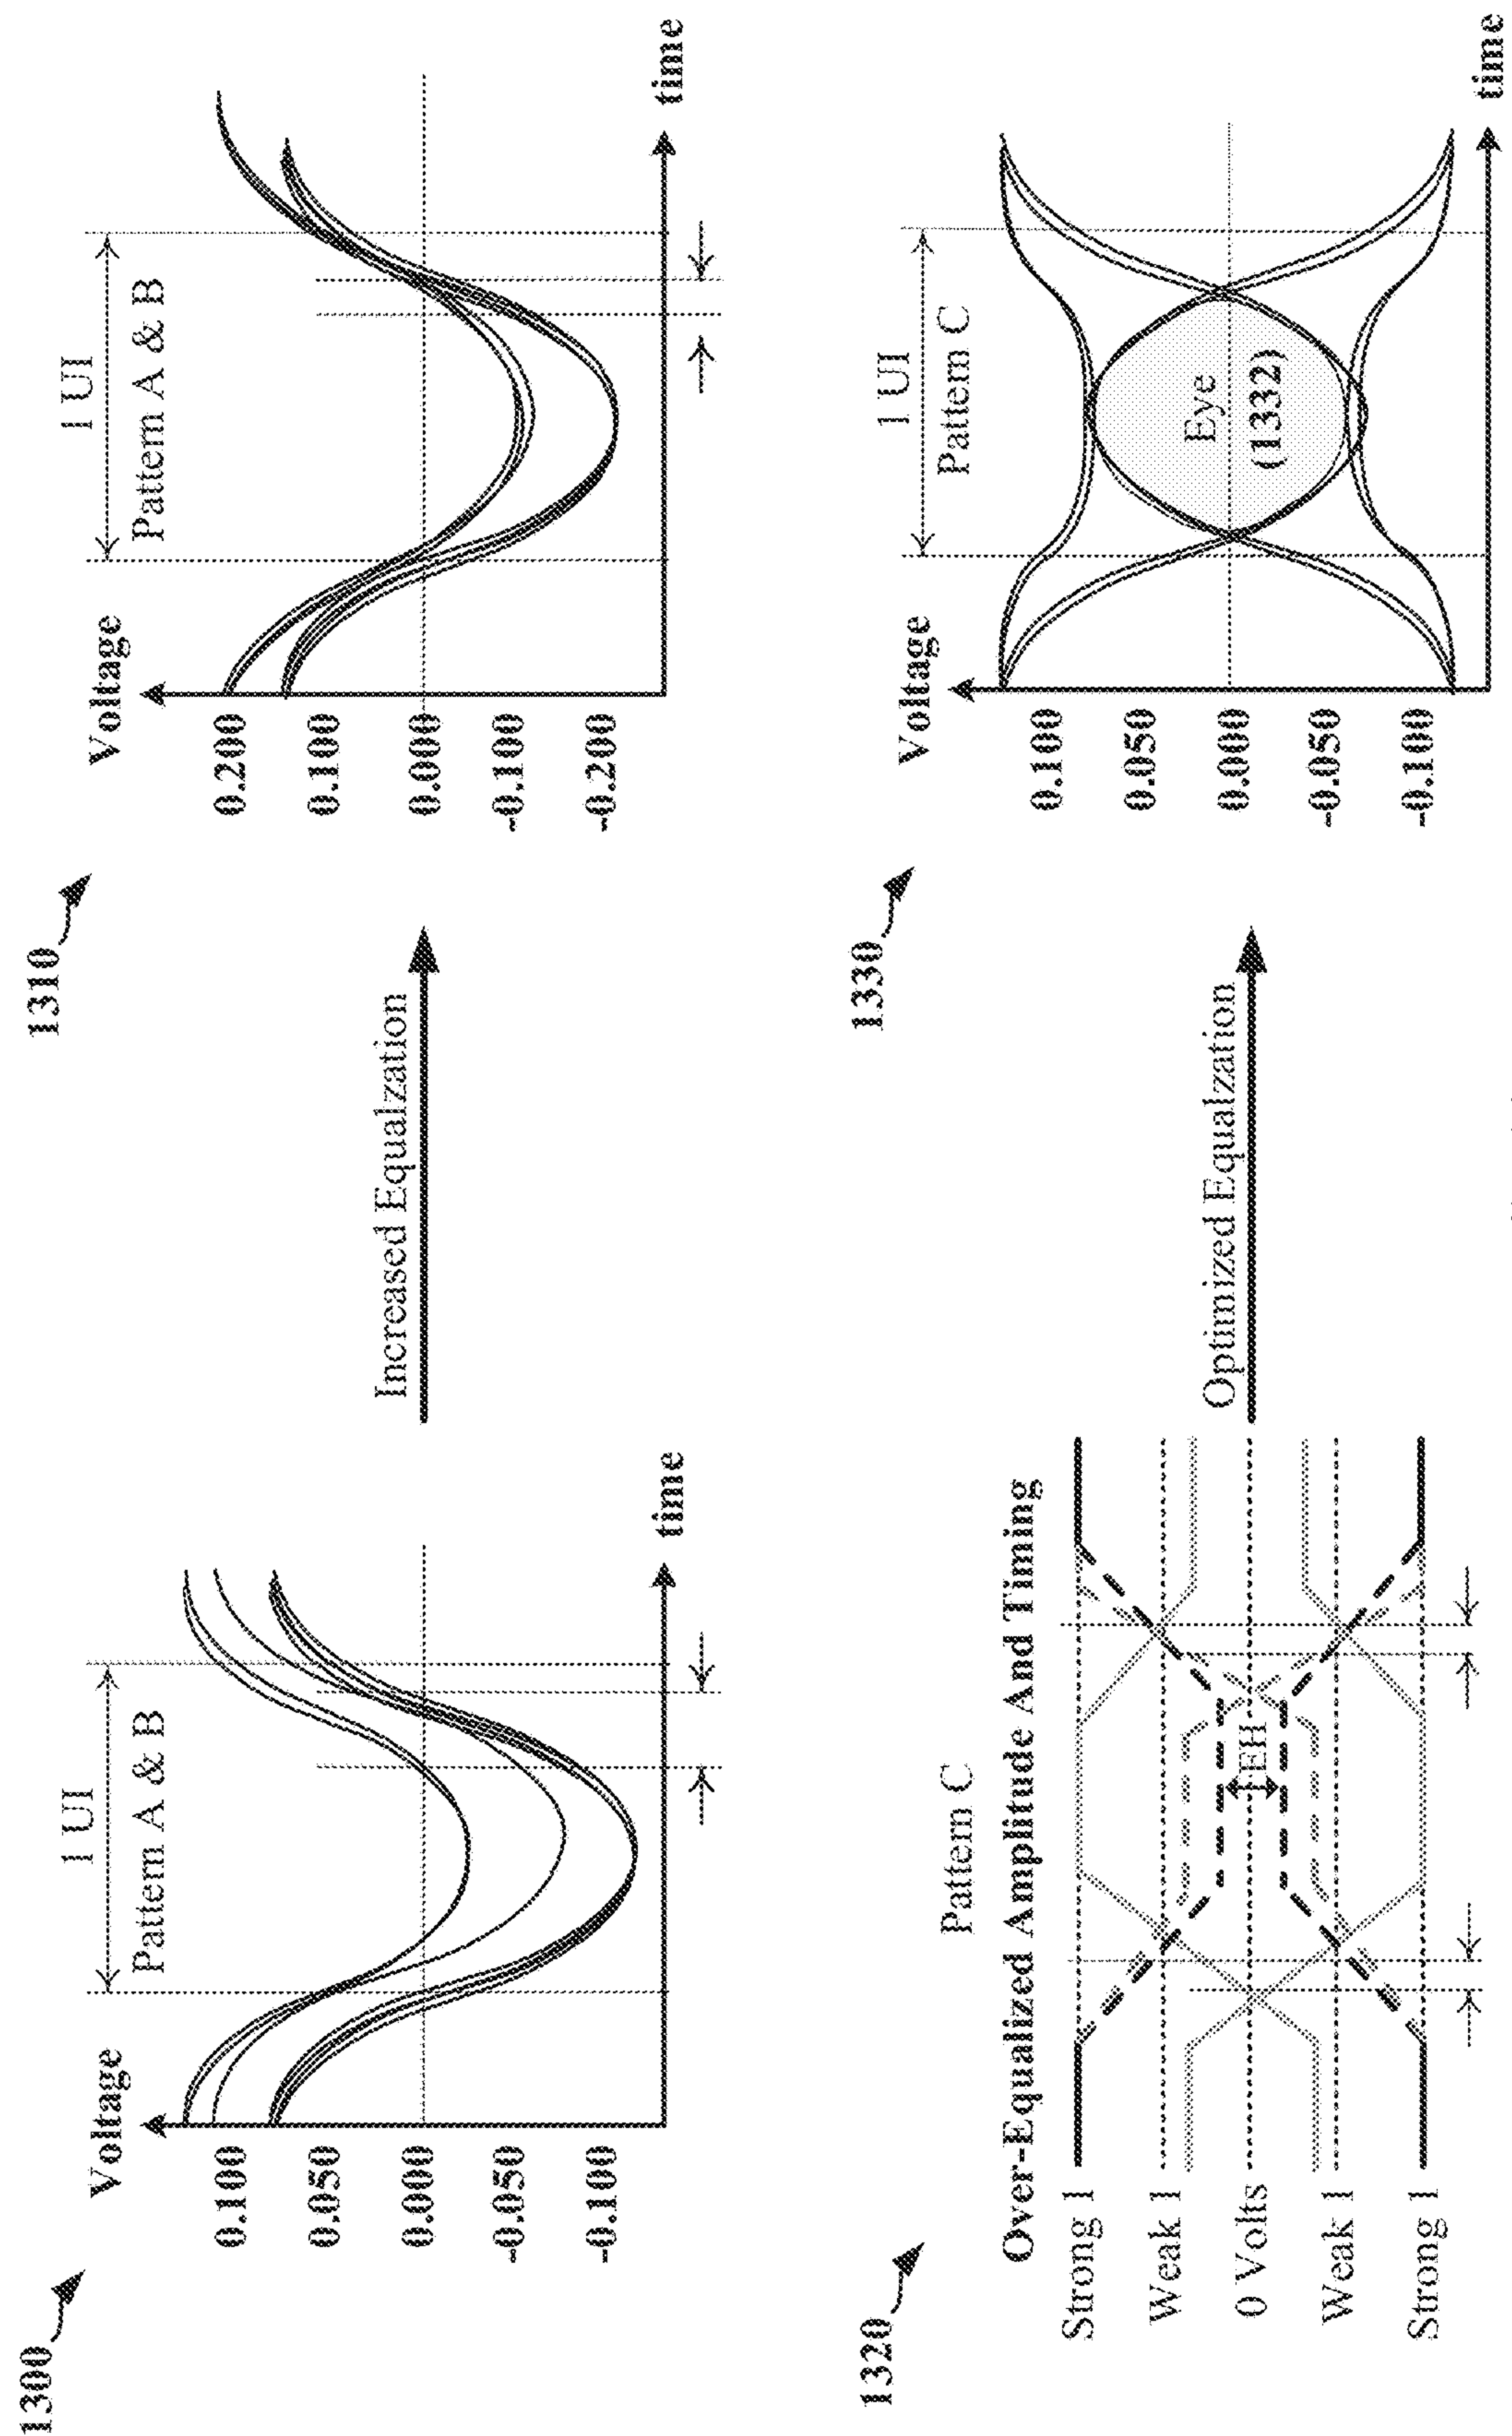 1300
Voltage
0.100
0.050
0.000
-0.050
-0.100
1 UI
Pattern A & B
time
Increased Equalzation
1310
Voltage
0.200
0.100
0.000
-0.100
-0.200
1 UI
Pattern A & B
time
1320
Pattern C
Over-Equalized Amplitude And Timing
Strong 1
Weak 1
0 Volts
Weak 1
Strong 1
EH
Optimized Equalzation
1330
Voltage
0.100
0.050
0.000
-0.050
-0.100
1 UI
Pattern C
Eye
(1332)
time